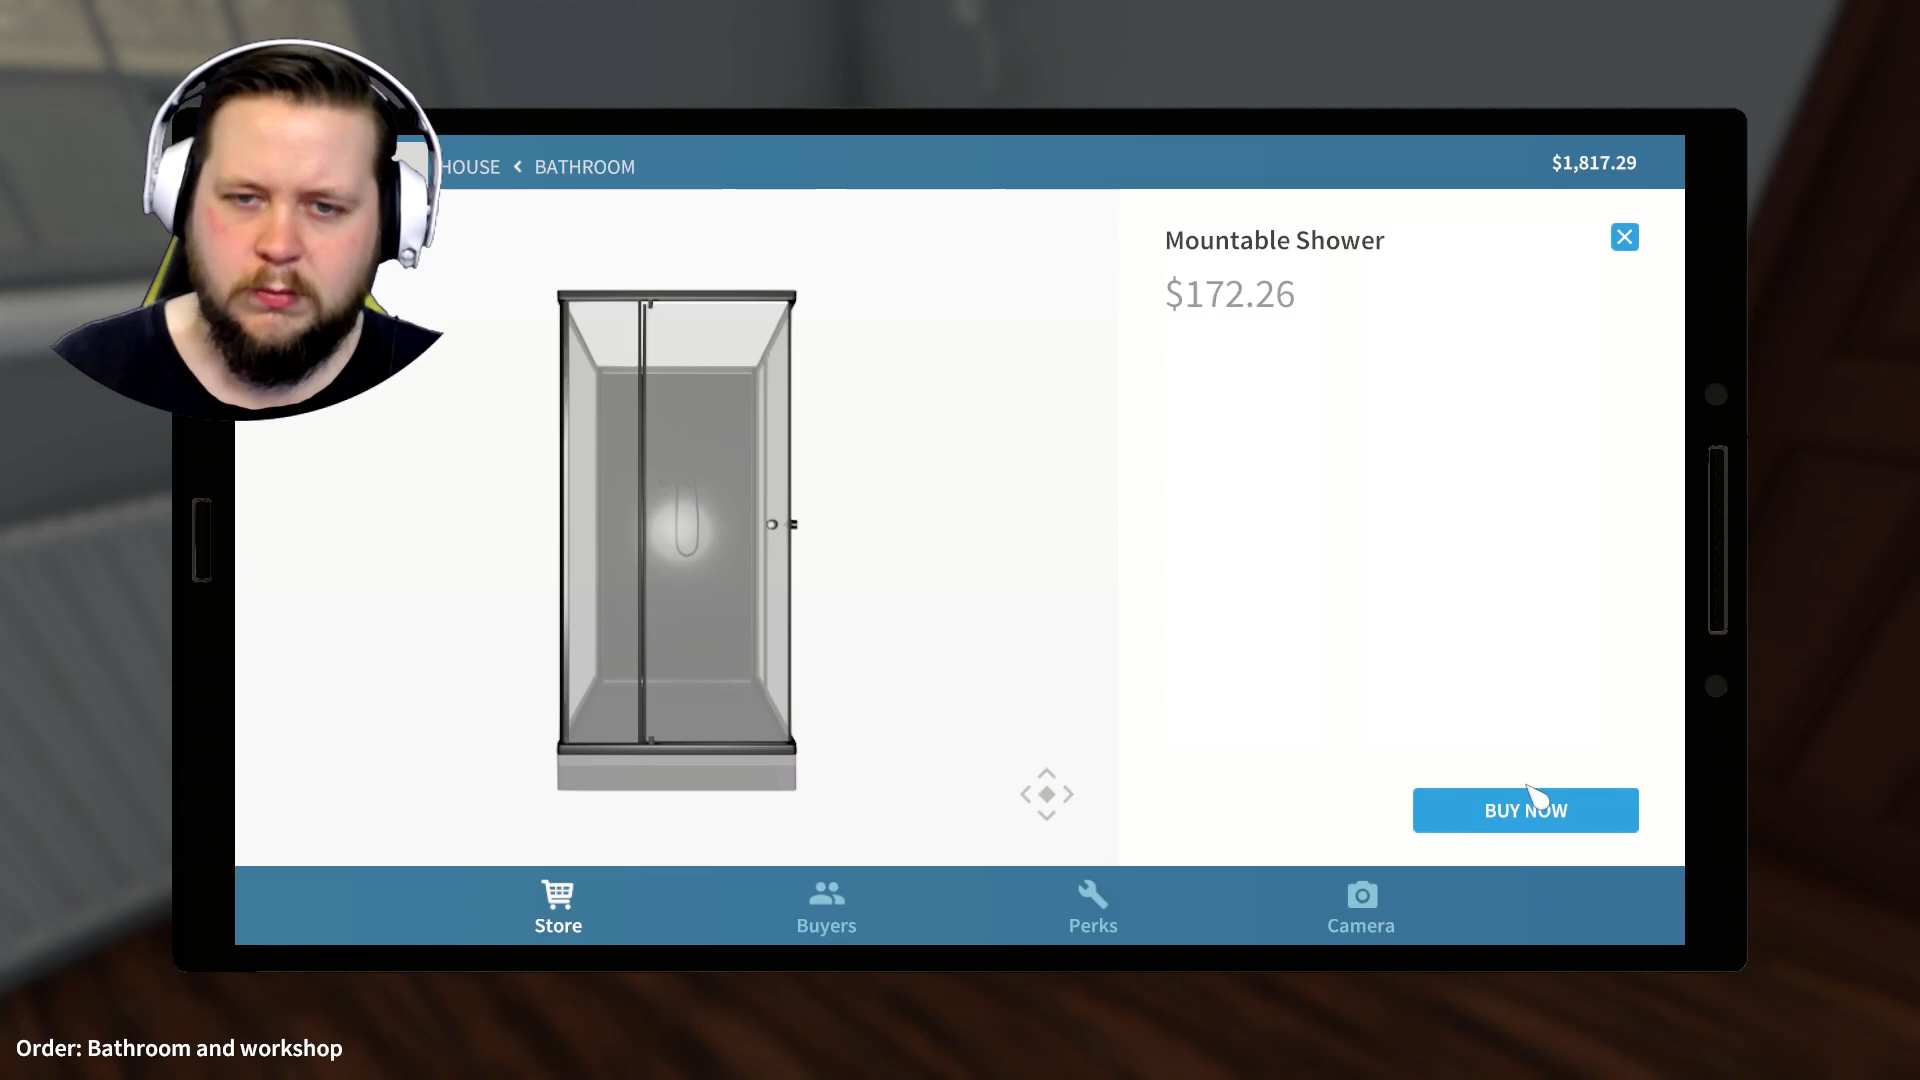 HOUSE < BATHROOM
$1,817.29
Mountable Shower
$172.26
BUY NOW
Store
Buyers
Perks
Camera
Order: Bathroom and workshop